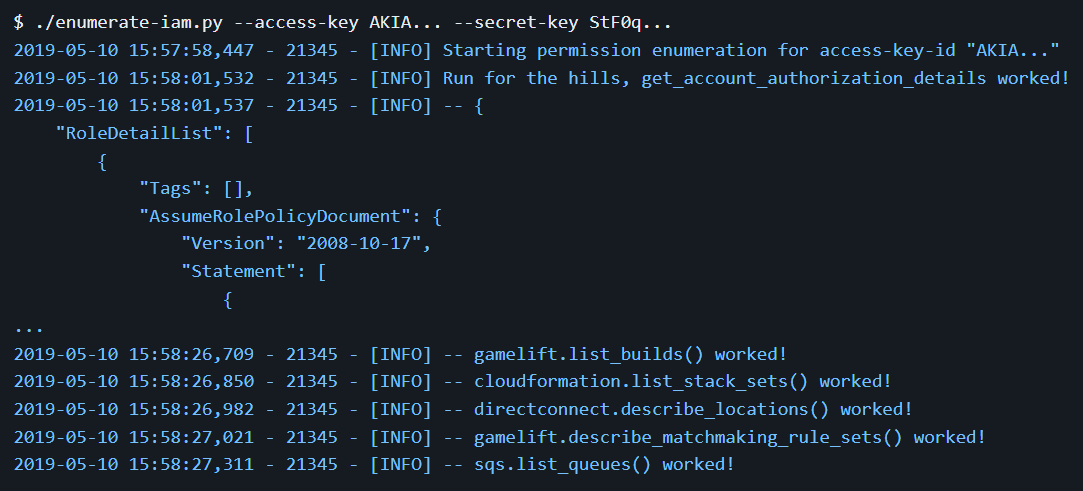 $ ./enumerate-iam.py --access-key AKIA... --secret-key StF0q...
2019-05-10 15:57:58,447 - 21345 - [INFO] Starting permission enumeration for access-key-id "AKIA..."
2019-05-10 15:58:01,532 - 21345 - [INFO] Run for the hills, get_account_authorization_details worked!
2019-05-10 15:58:01,537 - 21345 - [INFO] -- {
    "RoleDetailList": [
        {
            "Tags": [],
            "AssumeRolePolicyDocument": {
                "Version": "2008-10-17",
                "Statement": [
                    {
...
2019-05-10 15:58:26,709 - 21345 - [INFO] -- gamelift.list_builds() worked!
2019-05-10 15:58:26,850 - 21345 - [INFO] -- cloudformation.list_stack_sets() worked!
2019-05-10 15:58:26,982 - 21345 - [INFO] -- directconnect.describe_locations() worked!
2019-05-10 15:58:27,021 - 21345 - [INFO] -- gamelift.describe_matchmaking_rule_sets() worked!
2019-05-10 15:58:27,311 - 21345 - [INFO] -- sqs.list_queues() worked!